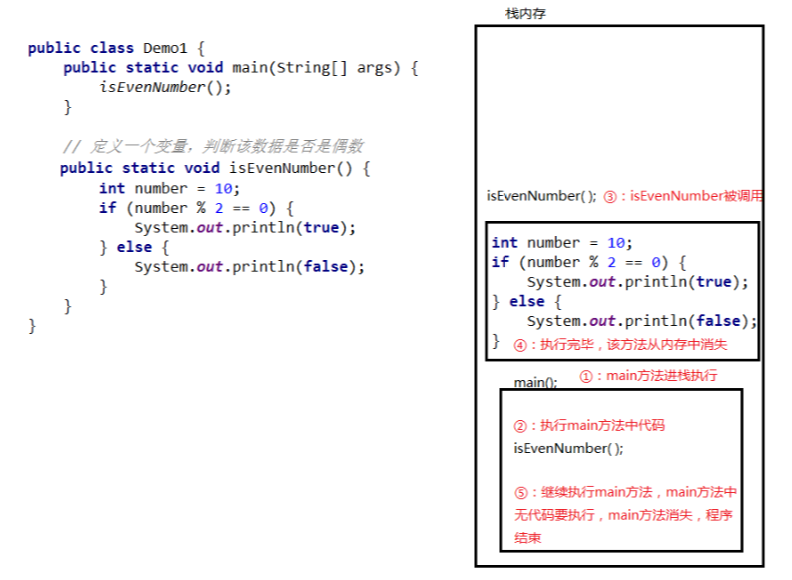 栈内存
public class Demo1 {
public static void main(String[] args) {
isEvenNumber();
}
// 定义一个变量，判断该数据是否是偶数
public static void isEvenNumber() {
int number = 10;
if (number % 2 == 0) {
System.out.println(true);
} else {
System.out.println(false);
}
}
}
isEvenNumber( ); ③：isEvenNumber被调用
int number = 10;
if (number % 2 == 0) {
System.out.println(true);
} else {
System.out.println(false);
} ④：执行完毕，该方法从内存中消失
main(); ①：main方法进栈执行
②：执行main方法中代码
isEvenNumber( );
⑤：继续执行main方法，main方法中
无代码要执行，main方法消失，程序
结束